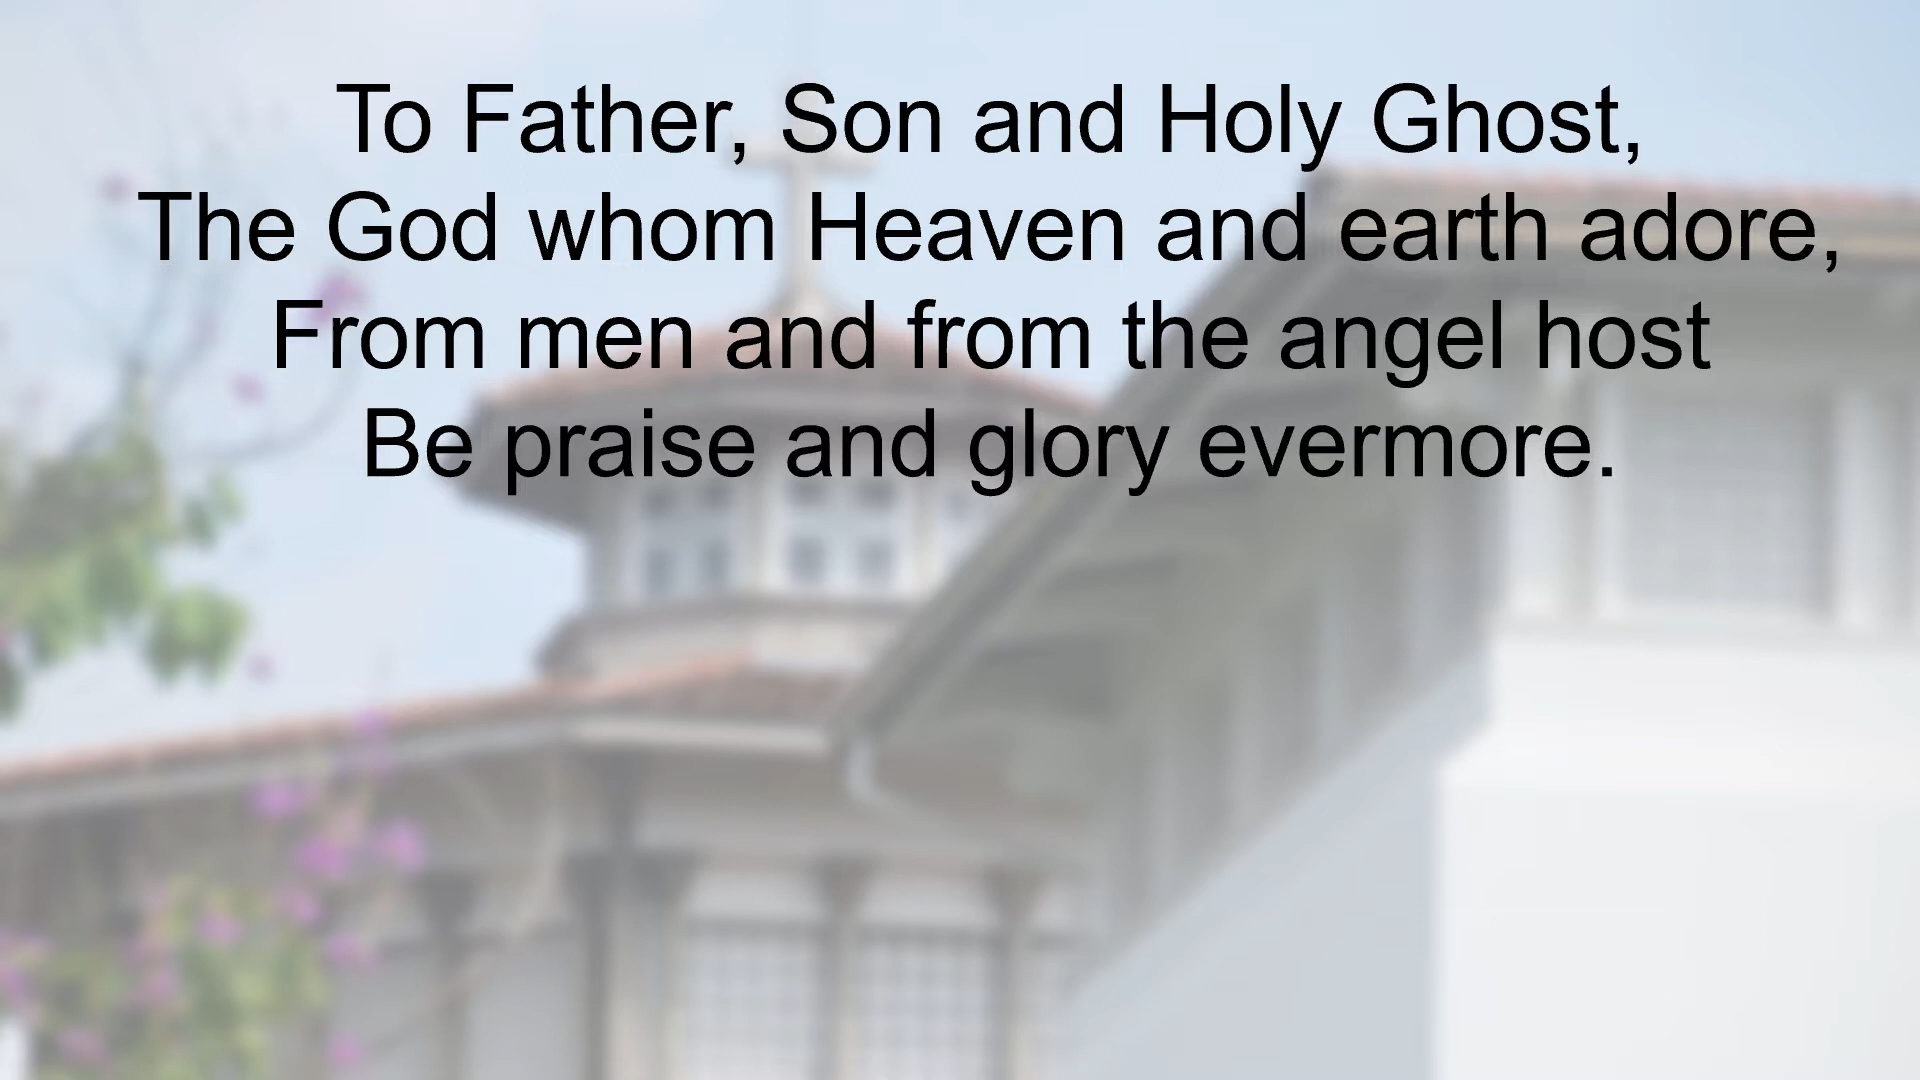 To Father, Son and Holy Ghost,
The God whom Heaven and earth adore,
From men and from the angel host
Be praise and glory evermore.